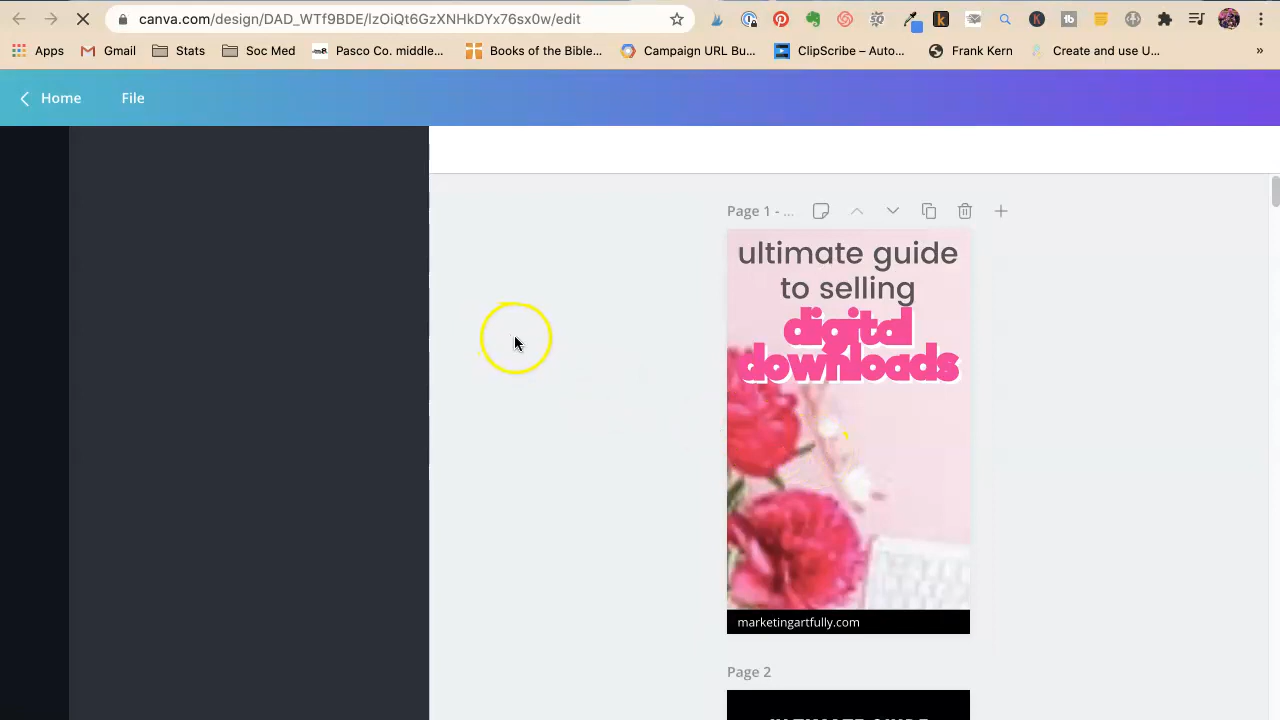 canva.com/design/DAD_WTf9BDE/lzOiQt6GzXNHkDYx76sx0w/edit
Apps Gmail Stats Soc Med Pasco Co. middle... Books of the Bible... Campaign URL Bu... ClipScribe – Auto... Frank Kern Create and use U... »
Home File
Page 1 - ...
ultimate guide
to selling
digital
downloads
marketingartfully.com
Page 2